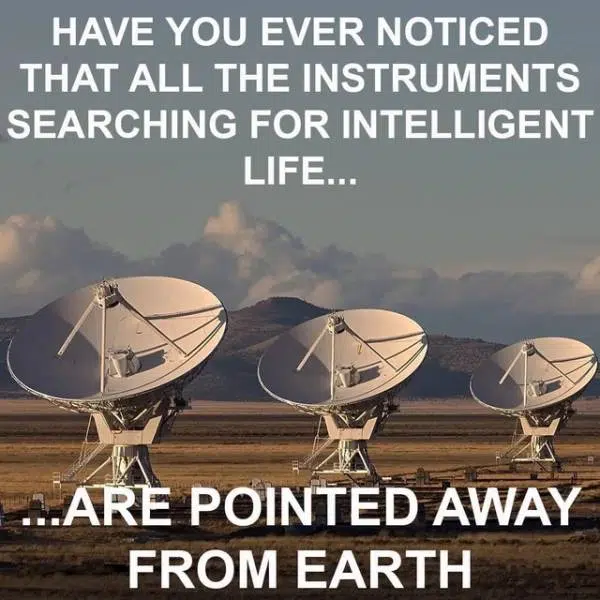 HAVE YOU EVER NOTICED
THAT ALL THE INSTRUMENTS
SEARCHING FOR INTELLIGENT
LIFE...
...ARE POINTED AWAY
FROM EARTH